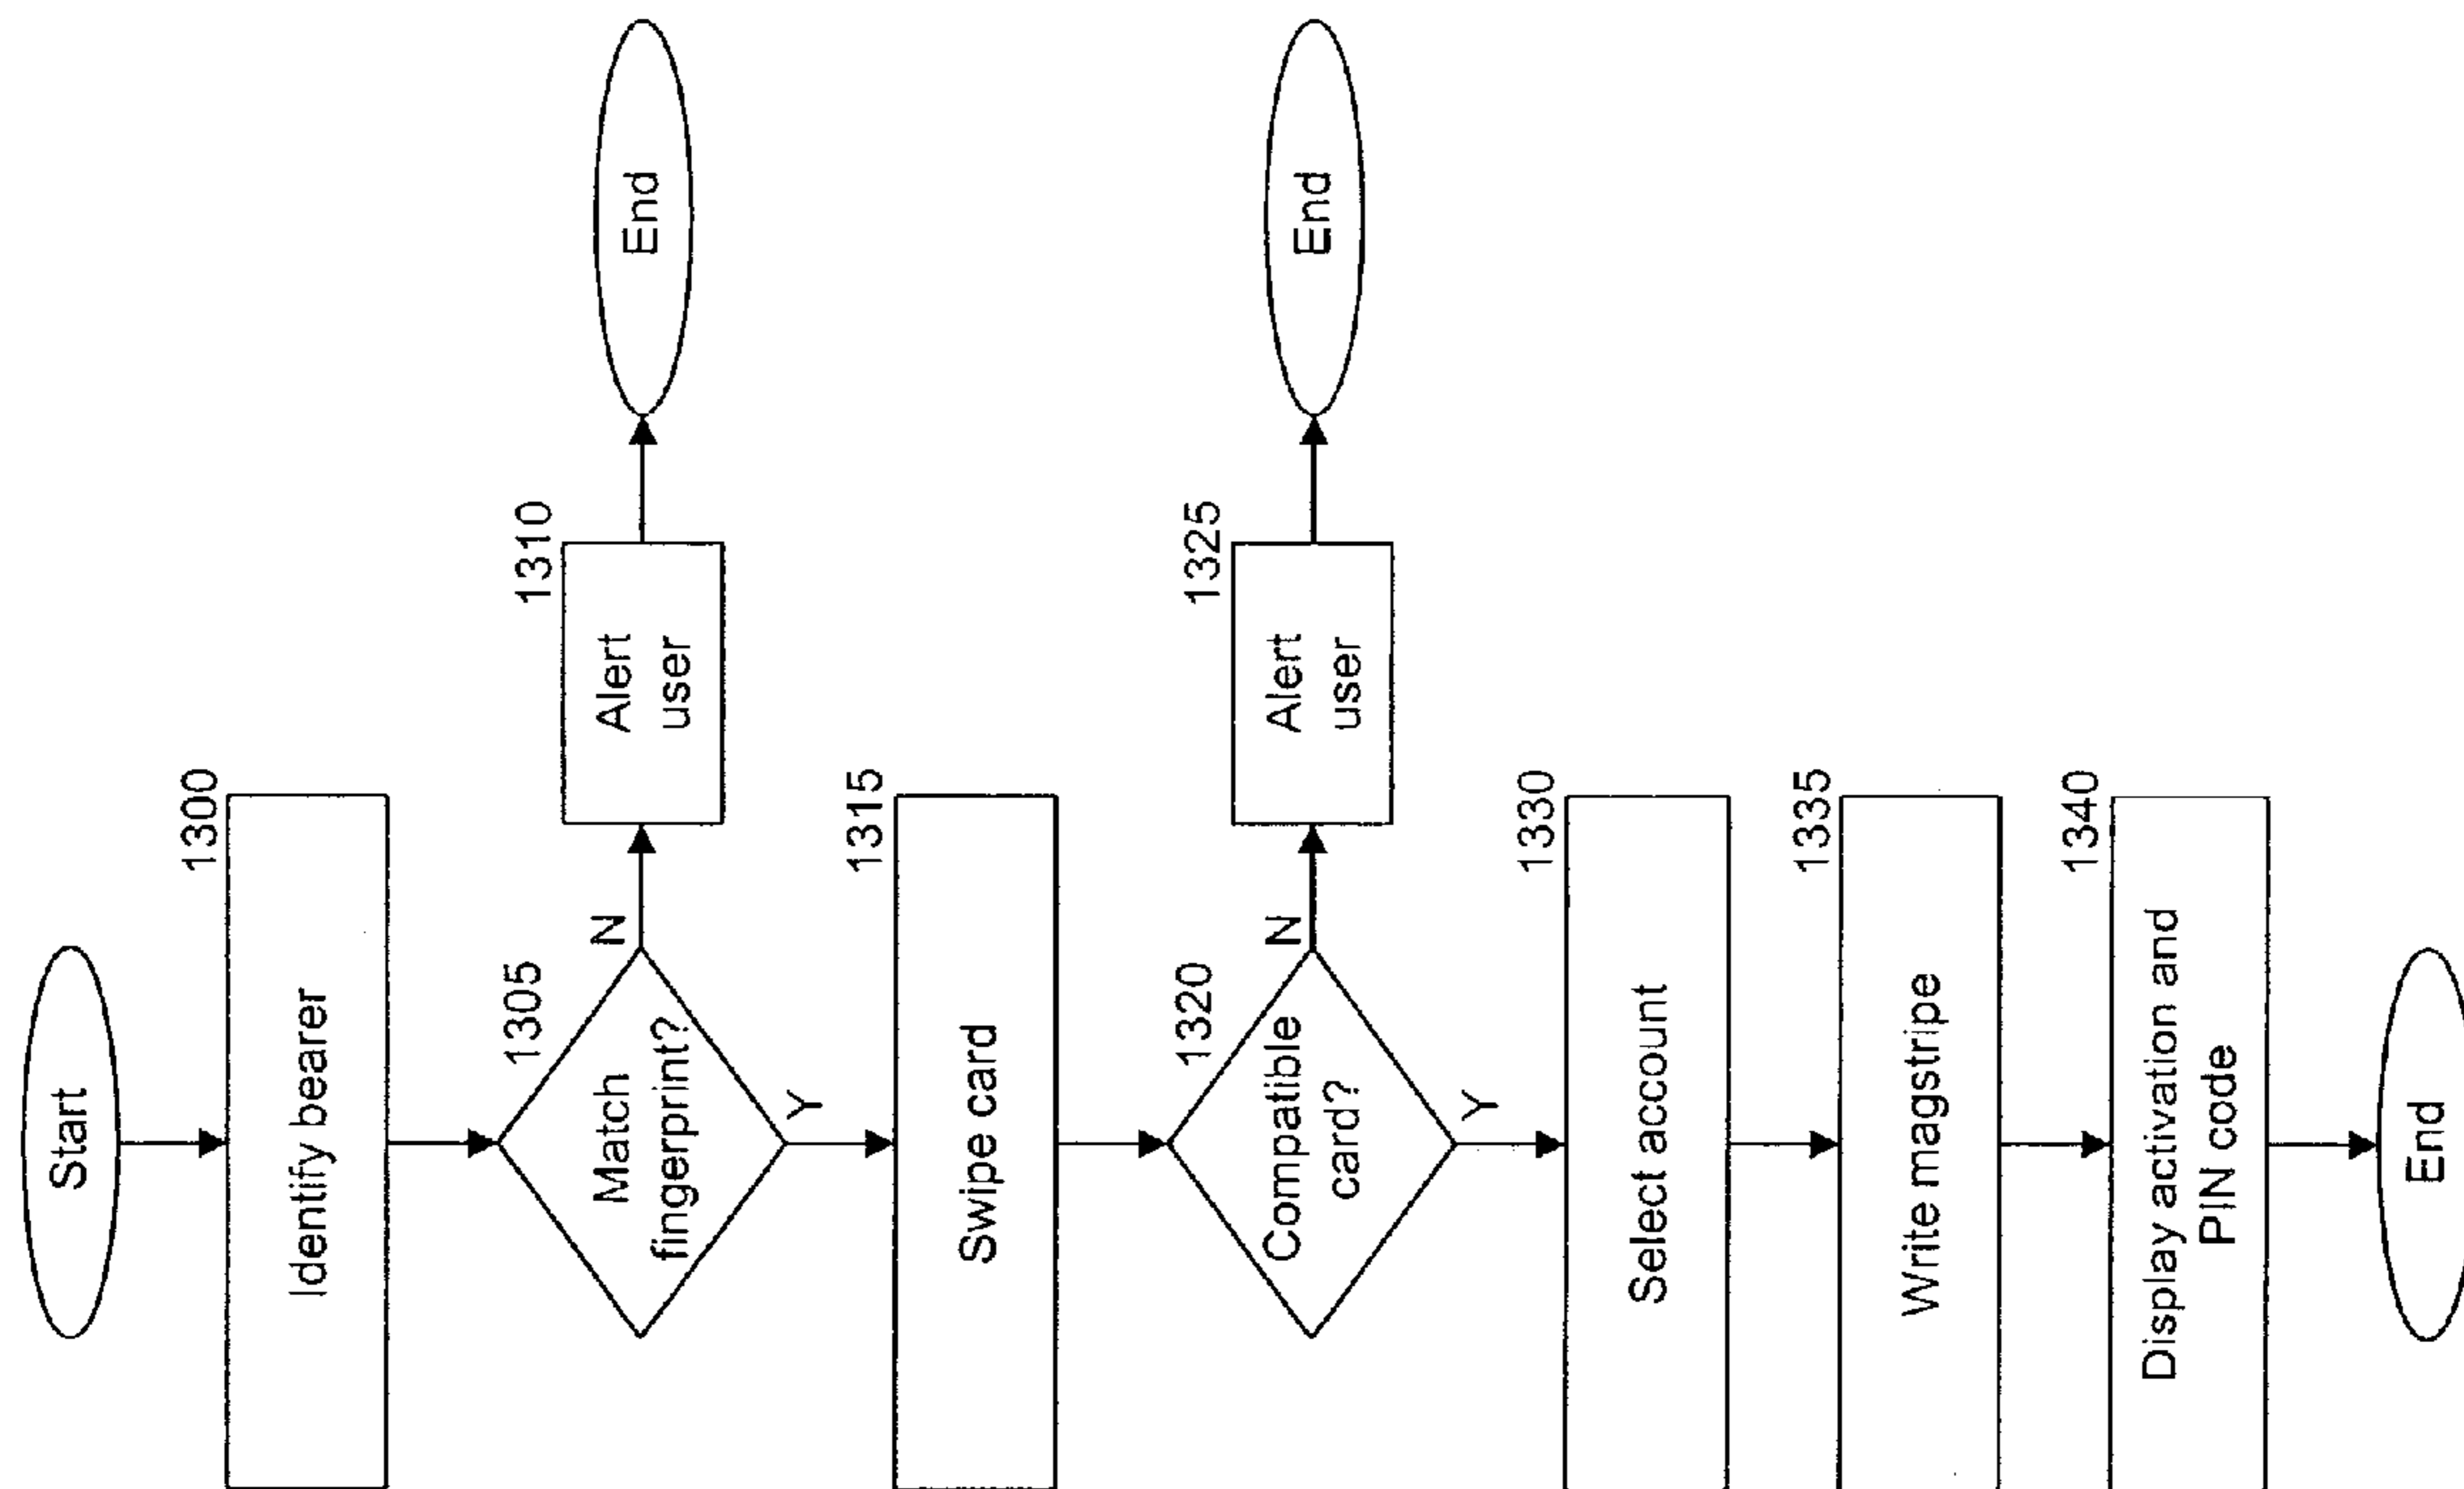 Start
1300
Identify bearer
1305
Match
fingerprint?
N
1310
Alert
user
End
Y
1315
Swipe card
1320
Compatible
card?
N
1325
Alert
user
End
Y
1330
Select account
1335
Write magstripe
1340
Display activation and
PIN code
End